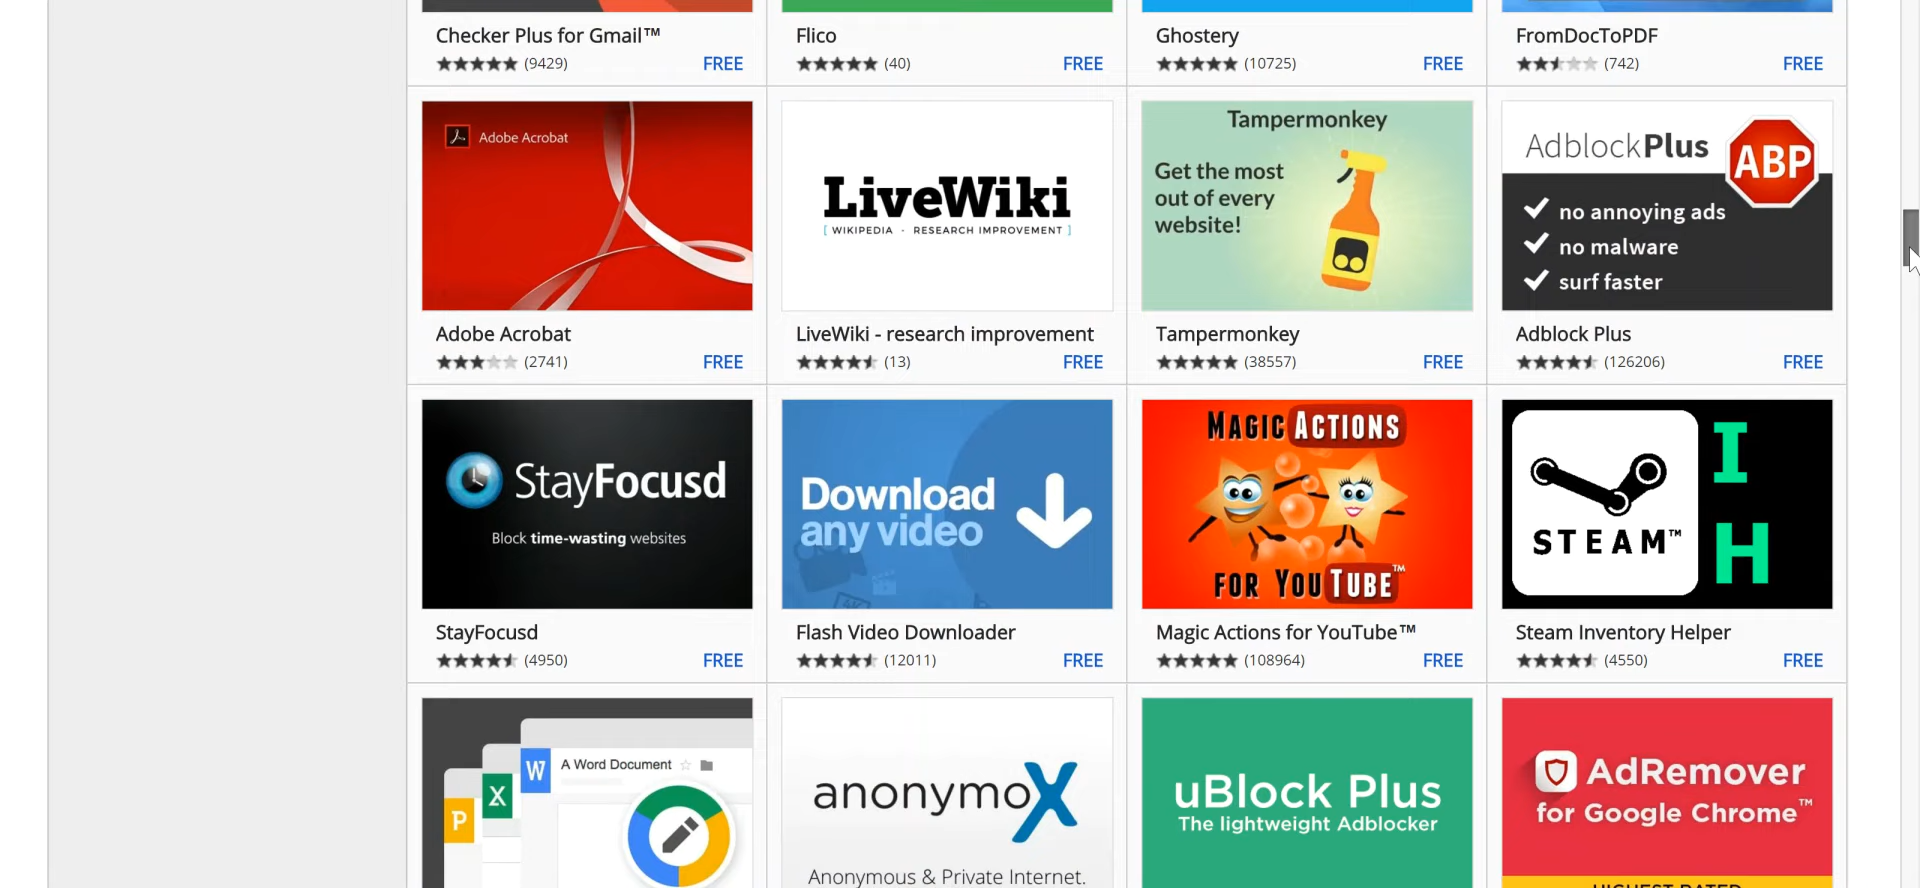 Checker Plus for Gmail™
(9429) FREE
Flico
(40) FREE
Ghostery
(10725) FREE
FromDocToPDF
(742) FREE
Adobe Acrobat
Adobe Acrobat
(2741) FREE
LiveWiki
[ WIKIPEDIA - RESEARCH IMPROVEMENT ]
LiveWiki - research improvement
(13) FREE
Tampermonkey
Get the most
out of every
website!
Tampermonkey
(38557) FREE
AdblockPlus
ABP
no annoying ads
no malware
surf faster
Adblock Plus
(126206) FREE
StayFocusd
Block time-wasting websites
StayFocusd
(4950) FREE
Download
any video
Flash Video Downloader
(12011) FREE
MAGIC ACTIONS
FOR YOUTUBE™
Magic Actions for YouTube™
(108964) FREE
STEAM™
I
H
Steam Inventory Helper
(4550) FREE
A Word Document
W
X
P
anonymoX
Anonymous & Private Internet.
uBlock Plus
The lightweight Adblocker
AdRemover
for Google Chrome™
HIGHEST RATED